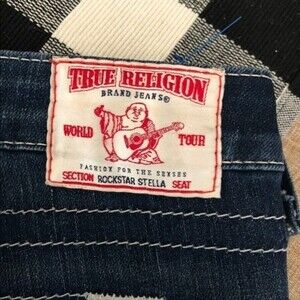 TRUE RELIGION
BRAND JEANS®
WORLD TOUR
FASHION FOR THE SENSES
SECTION ROCKSTAR STELLA SEAT